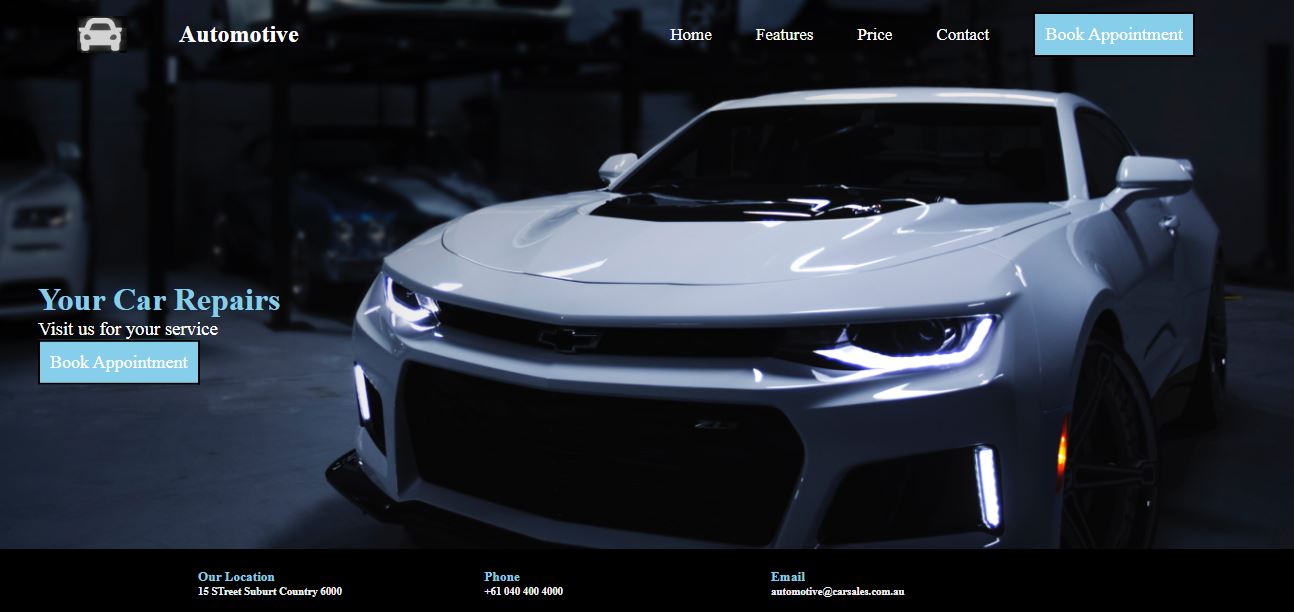 Automotive
Home Features Price Contact Book Appointment
Your Car Repairs
Visit us for your service
Book Appointment
ZL1
Our Location Phone Email
15 STreet Suburt Country 6000 +61 040 400 4000 automotive@carsales.com.au